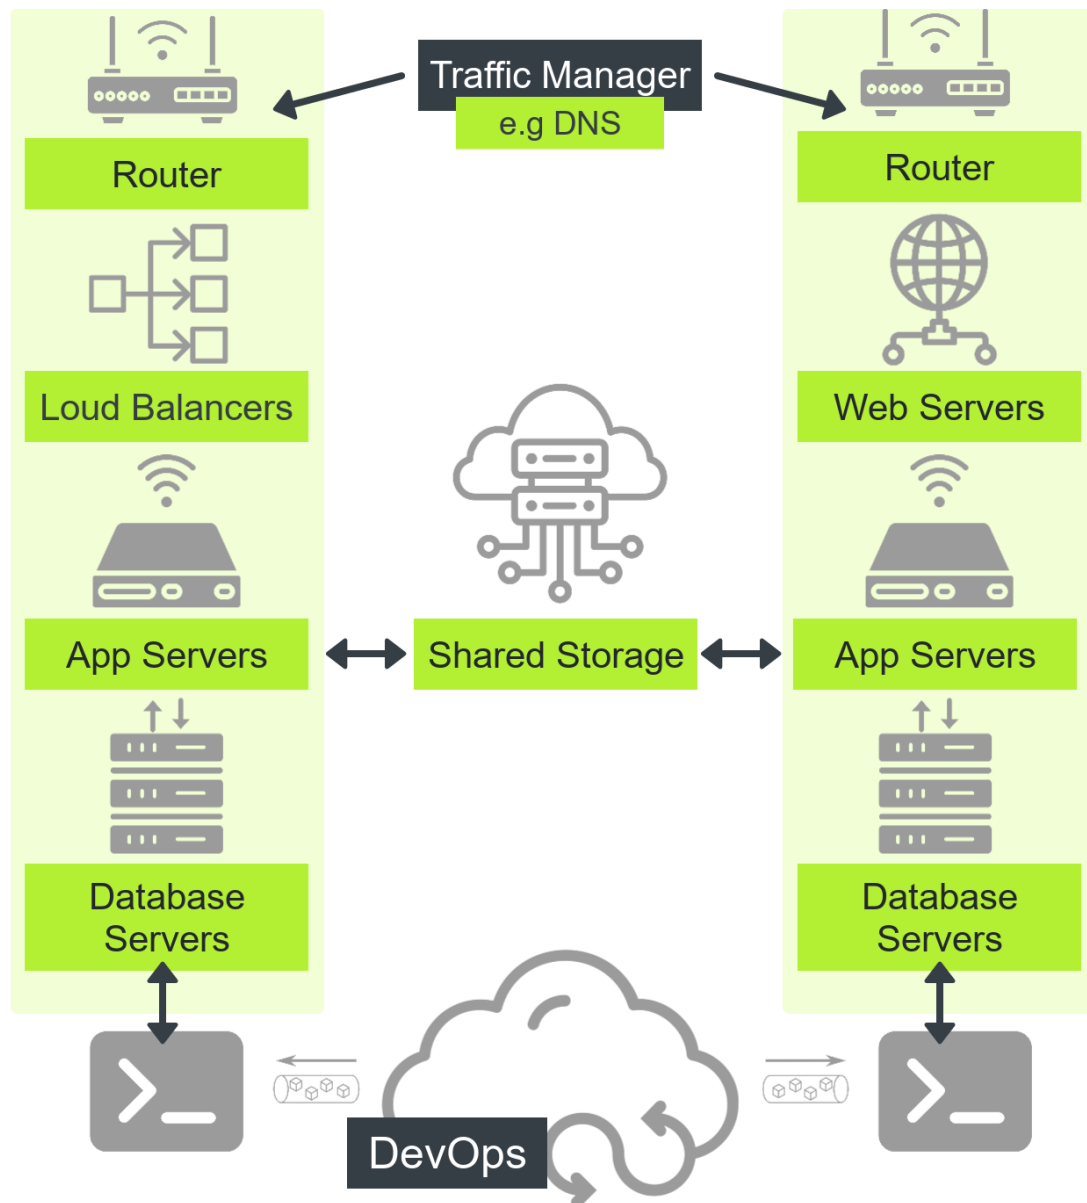 Traffic Manager
e.g DNS
Router
Router
Loud Balancers
Web Servers
App Servers
Shared Storage
App Servers
Database
Servers
Database
Servers
DevOps